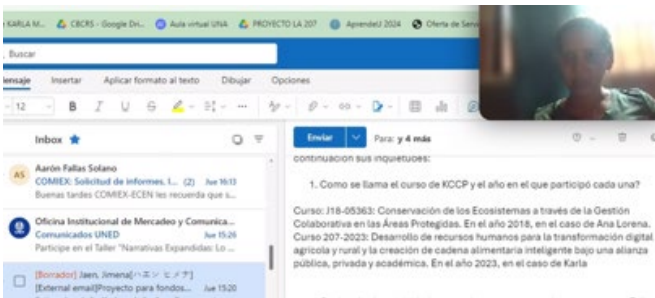 KARLA M...
CBCRS - Google Dri...
Aula virtual UNA
PROYECTO LA 207
AprendeU 2024
Oferta de Serv
Buscar
Insertar
Aplicar formato al texto
Dibujar
Opciones
12
B I U S
Inbox
Enviar
Para: y 4 más
AS
Aarón Fallas Solano
COMIEX: Solicitud de informes, I... (2) Jue 16:13
Buenas tardes COMIEX-ECEN les recuerda que s...
Oficina Institucional de Mercadeo y Comunica...
Comunicados UNED Jue 15:26
Participe en el Taller "Narrativas Expandidas: Lo ...
[Borrador] Jaen, Jimena[ハエン ヒメナ]
[External email]Proyecto para fondos... Jue 15:20
continuación sus inquietudes:
1. Como se llama el curso de KCCP y el año en el que participó cada una?
Curso: J18-05363: Conservación de los Ecosistemas a través de la Gestión
Colaborativa en las Áreas Protegidas. En el año 2018, en el caso de Ana Lorena.
Curso 207-2023: Desarrollo de recursos humanos para la transformación digital
agrícola y rural y la creación de cadena alimentaria inteligente bajo una alianza
pública, privada y académica. En el año 2023, en el caso de Karla